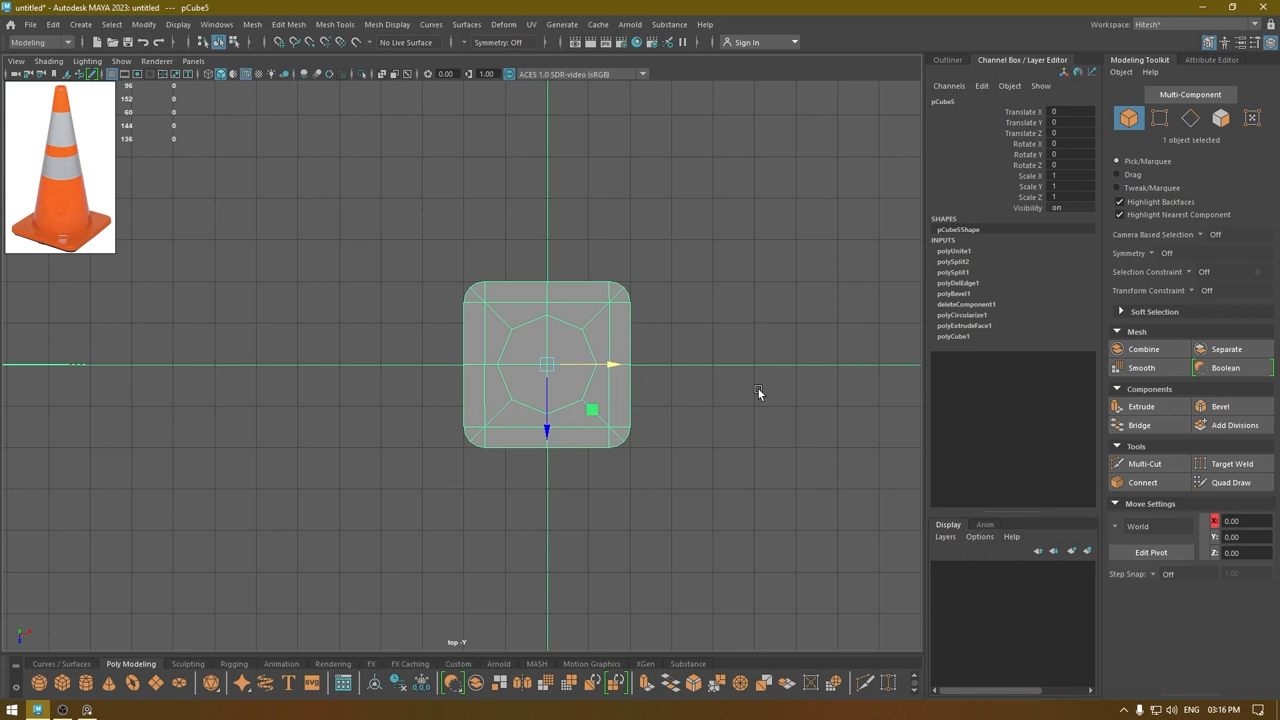 untitled* - Autodesk MAYA 2023: untitled --- pCube5
File Edit Create Select Modify Display Windows Mesh Edit Mesh Mesh Tools Mesh Display Curves Surfaces Deform UV Generate Cache Arnold Substance Help Workspace: Hitesh*
Modeling No Live Surface Symmetry: Off Sign In
View Shading Lighting Show Renderer Panels
0.00 1.00 ACES 1.0 SDR-video (sRGB)
96 0
152 0
60 0
144 0
136 0
top -Y
Outliner Channel Box / Layer Editor
Channels Edit Object Show
pCube5
Translate X 0
Translate Y 0
Translate Z 0
Rotate X 0
Rotate Y 0
Rotate Z 0
Scale X 1
Scale Y 1
Scale Z 1
Visibility on
SHAPES
pCube5Shape
INPUTS
polyUnite1
polySplit2
polySplit1
polyDelEdge1
polyBevel1
deleteComponent1
polyCircularize1
polyExtrudeFace1
polyCube1
Display Anim
Layers Options Help
Modeling Toolkit Attribute Editor
Object Help
Multi-Component
1 object selected
Pick/Marquee
Drag
Tweak/Marquee
Highlight Backfaces
Highlight Nearest Component
Camera Based Selection Off
Symmetry Off
Selection Constraint Off
Transform Constraint Off
Soft Selection
Mesh
Combine Separate
Smooth Boolean
Components
Extrude Bevel
Bridge Add Divisions
Tools
Multi-Cut Target Weld
Connect Quad Draw
Move Settings
World X: 0.00
Y: 0.00
Edit Pivot Z: 0.00
Step Snap: Off 1.00
Curves / Surfaces Poly Modeling Sculpting Rigging Animation Rendering FX FX Caching Custom Arnold MASH Motion Graphics XGen Substance
SVG
0,0,0
ENG 03:16 PM